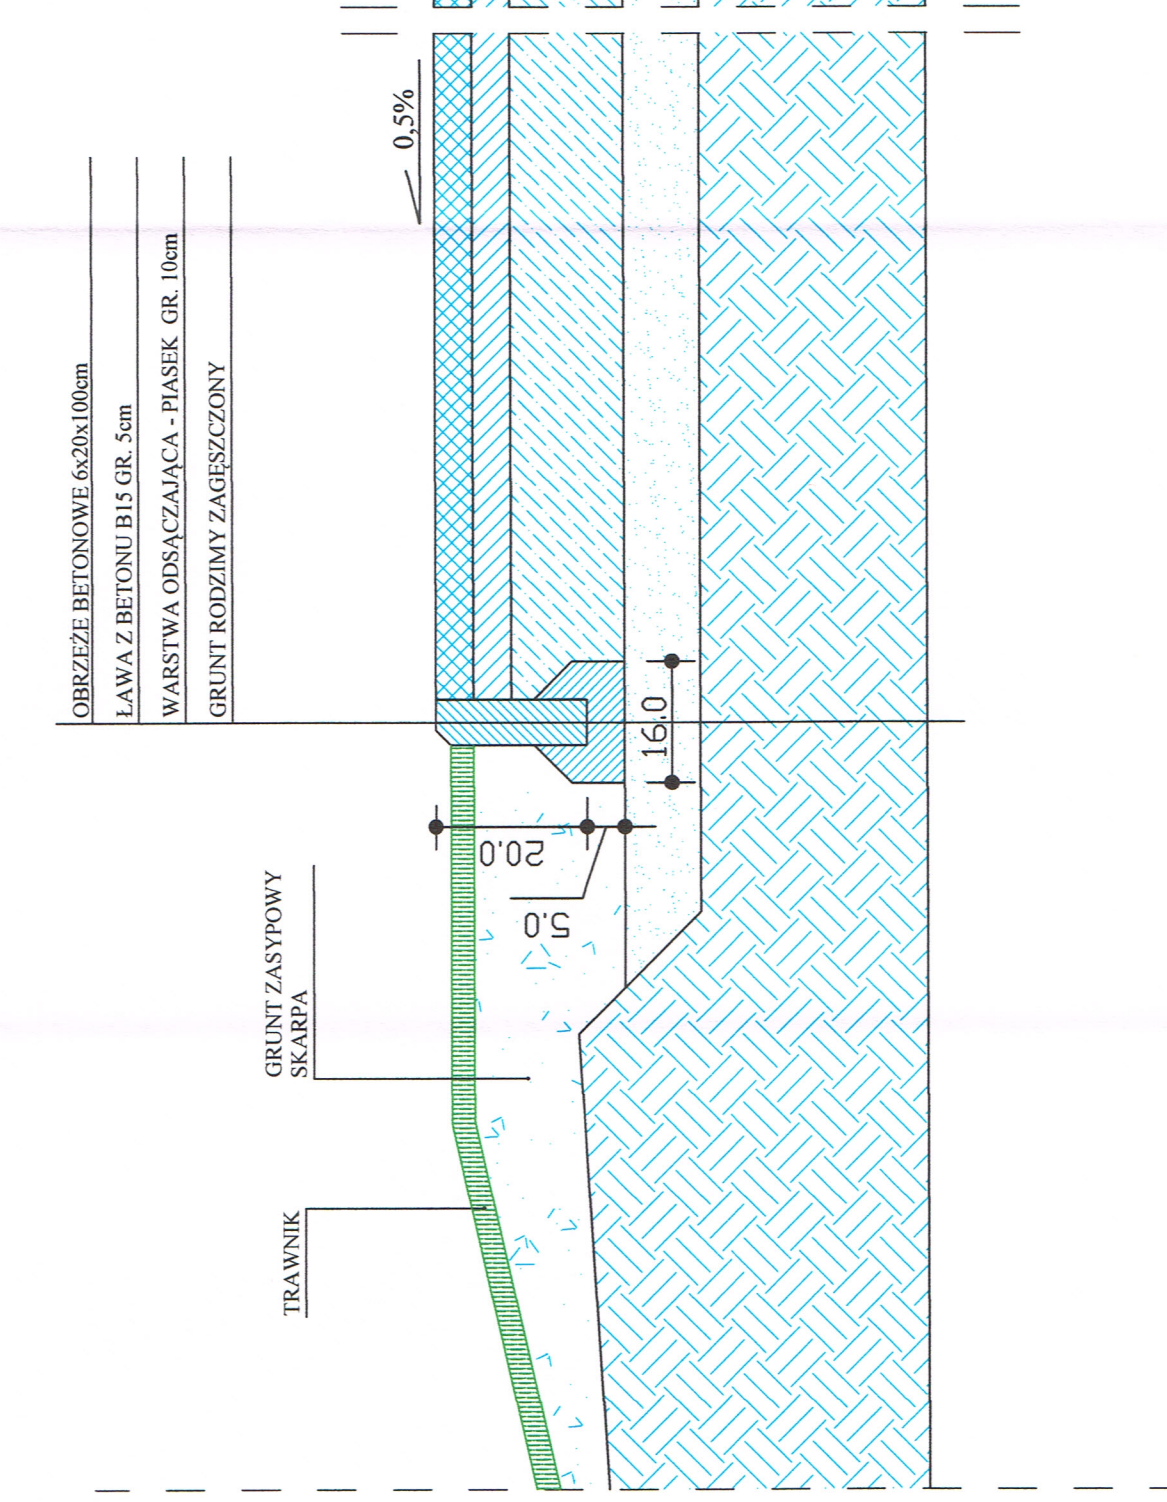 OBRZEŻE BETONOWE 6x20x100cm
ŁAWA Z BETONU B15 GR. 5cm
WARSTWA ODSĄCZAJĄCA - PIASEK GR. 10cm
GRUNT RODZIMY ZAGĘSZCZONY
0,5%
GRUNT ZASYPOWY
SKARPA
TRAWNIK
20.0
5.0
16.0